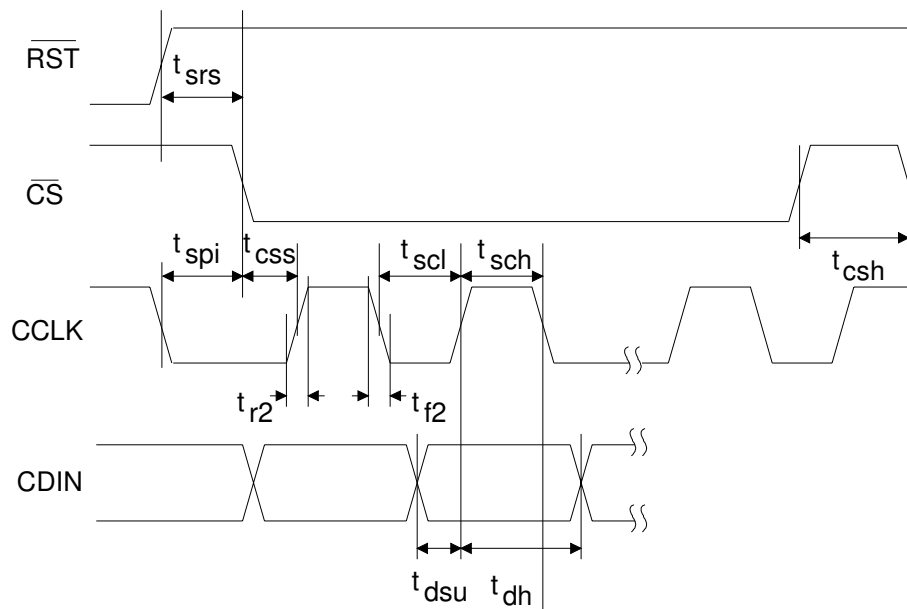 RST
t srs
CS
t spi
t css
t scl
t sch
t csh
CCLK
t r2
t f2
CDIN
t dsu
t dh